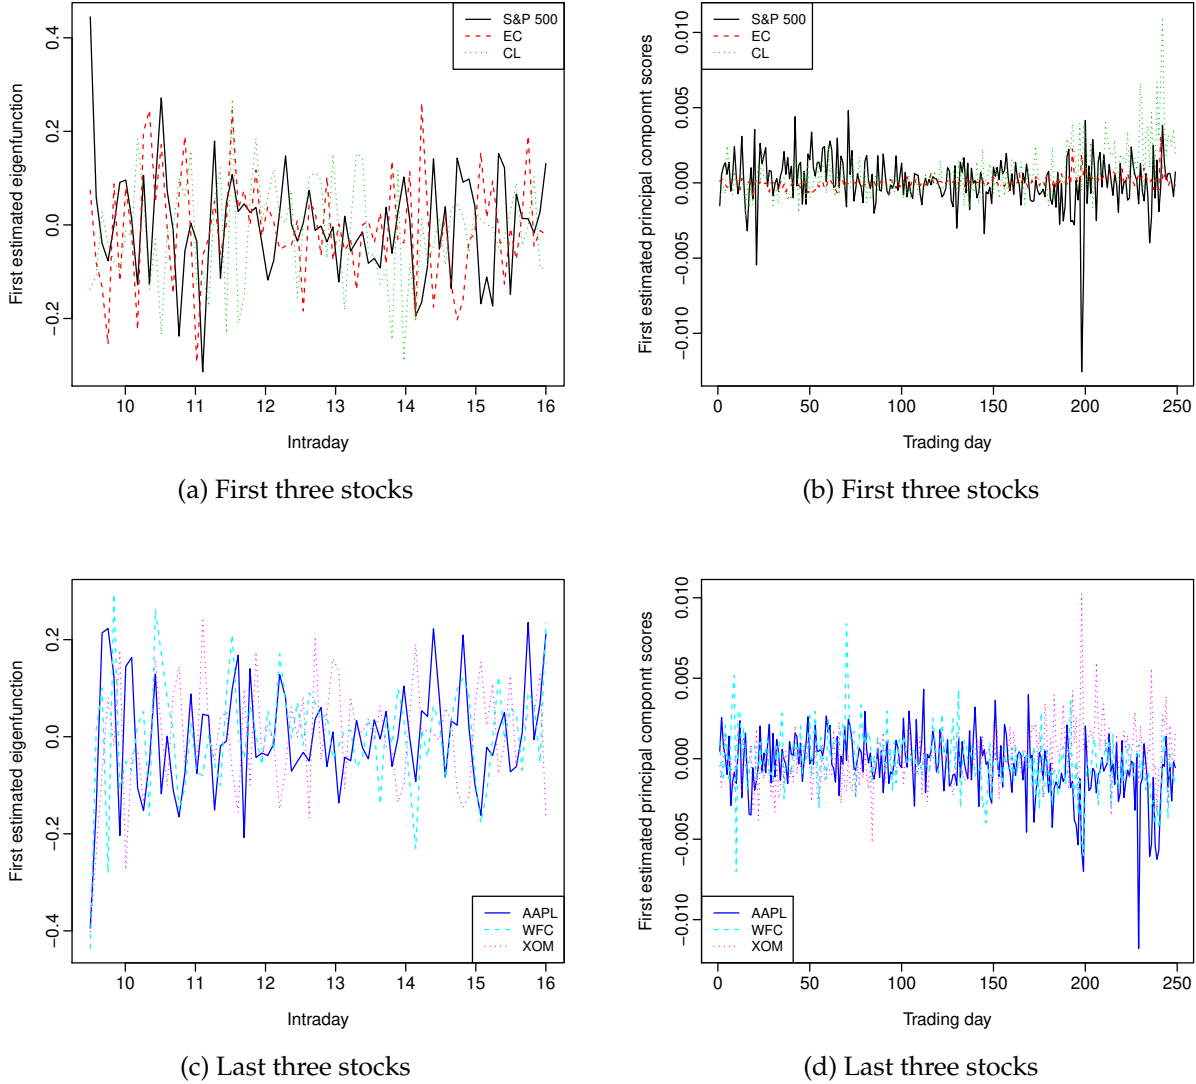 First estimated eigenfunction
0.4
0.2
0.0
−0.2
S&P 500
EC
CL
10 11 12 13 14 15 16
Intraday
(a) First three stocks
First estimated principal componnt scores
0.010
0.005
0.000
−0.005
−0.010
S&P 500
EC
CL
0 50 100 150 200 250
Trading day
(b) First three stocks
First estimated eigenfunction
0.2
0.0
−0.2
−0.4
AAPL
WFC
XOM
10 11 12 13 14 15 16
Intraday
(c) Last three stocks
First estimated principal componnt scores
0.010
0.005
0.000
−0.005
−0.010
AAPL
WFC
XOM
0 50 100 150 200 250
Trading day
(d) Last three stocks